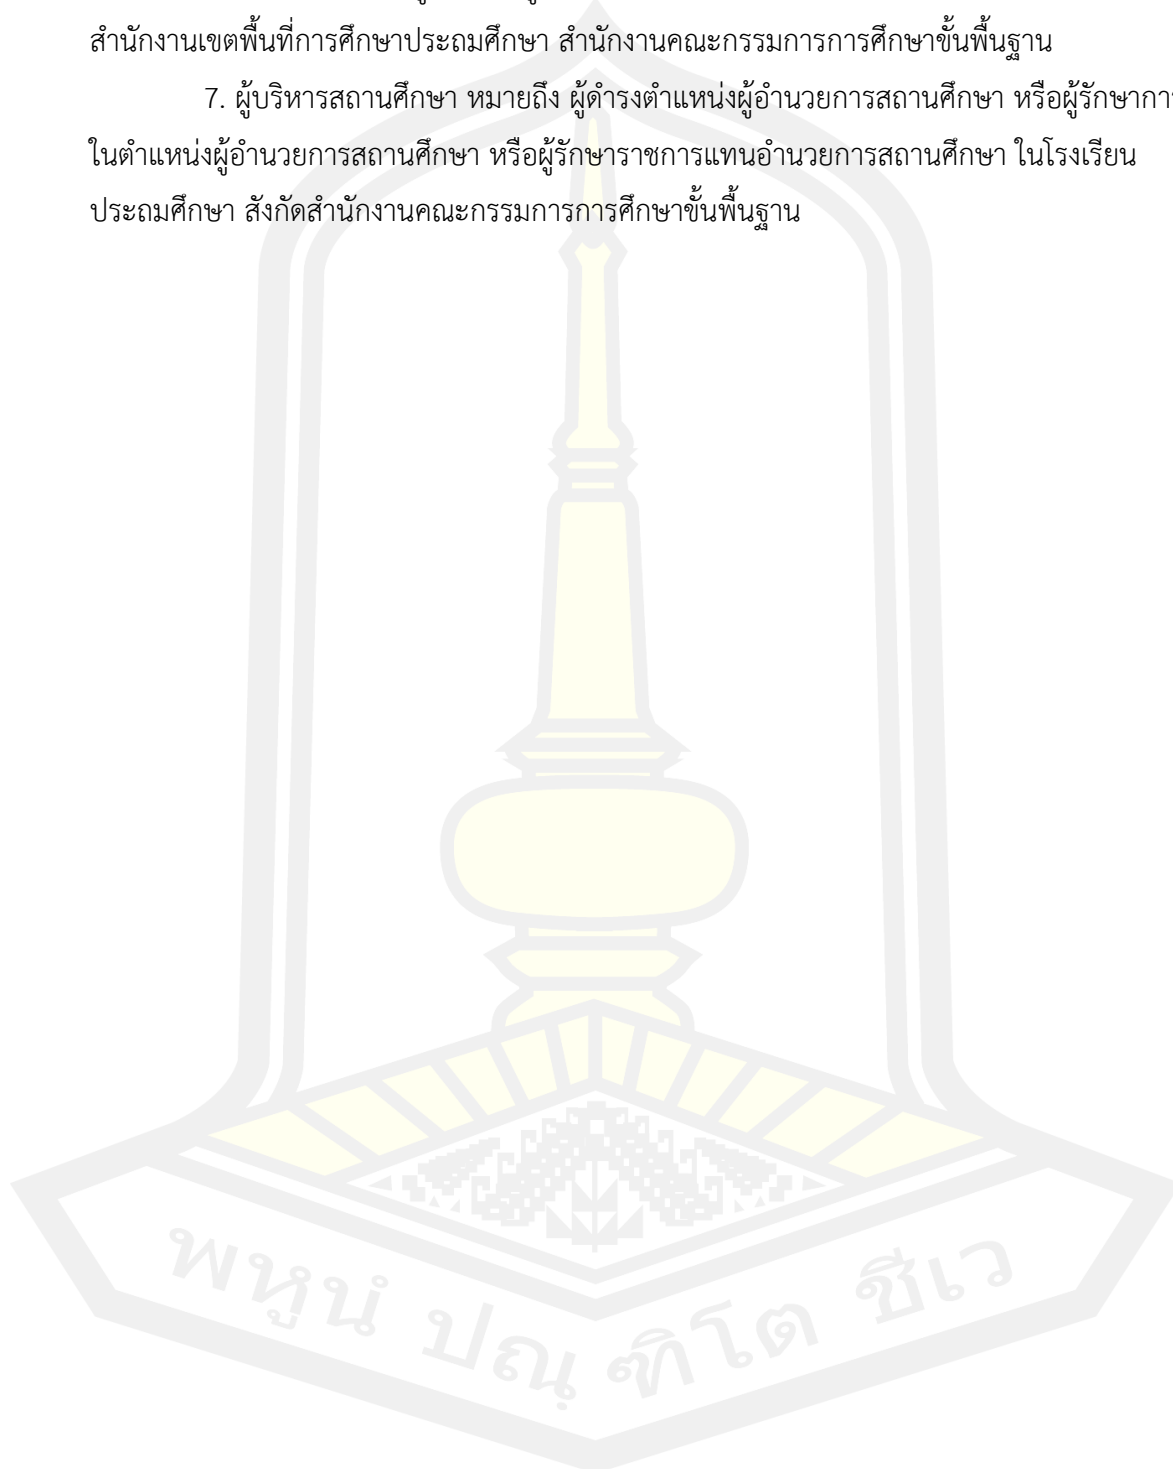 สำนักงานเขตพื้นที่การศึกษาประถมศึกษา สำนักงานคณะกรรมการการศึกษาขั้นพื้นฐาน
7. ผู้บริหารสถานศึกษา หมายถึง ผู้ดำรงตำแหน่งผู้อำนวยการสถานศึกษา หรือผู้รักษาการ
ในตำแหน่งผู้อำนวยการสถานศึกษา หรือผู้รักษาราชการแทนอำนวยการสถานศึกษา ในโรงเรียน
ประถมศึกษา สังกัดสำนักงานคณะกรรมการการศึกษาขั้นพื้นฐาน
พหูนํ ปณฺฑิโต ชีเว